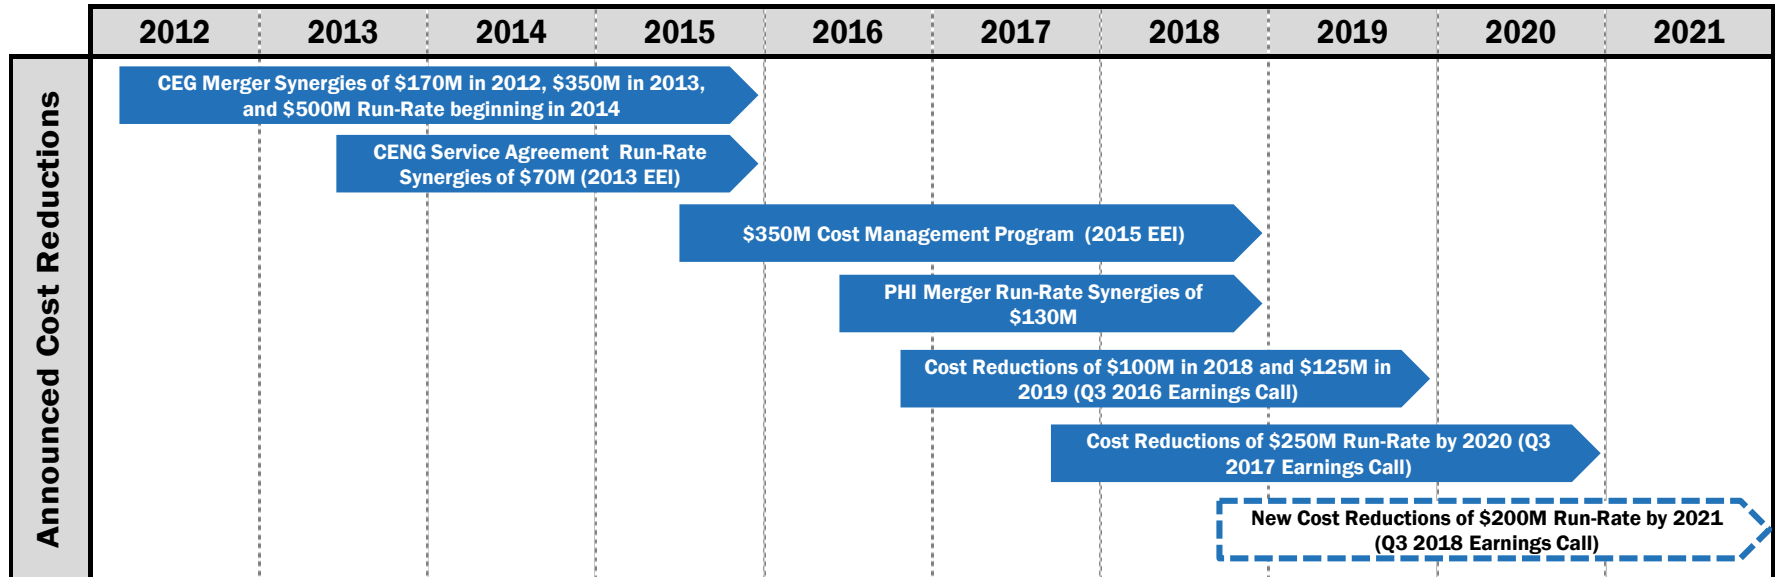 2012 2013 2014 2015 2016 2017 2018 2019 2020 2021
Announced Cost Reductions
CEG Merger Synergies of $170M in 2012, $350M in 2013,
and $500M Run-Rate beginning in 2014
CENG Service Agreement Run-Rate
Synergies of $70M (2013 EEI)
$350M Cost Management Program (2015 EEI)
PHI Merger Run-Rate Synergies of
$130M
Cost Reductions of $100M in 2018 and $125M in
2019 (Q3 2016 Earnings Call)
Cost Reductions of $250M Run-Rate by 2020 (Q3
2017 Earnings Call)
New Cost Reductions of $200M Run-Rate by 2021
(Q3 2018 Earnings Call)